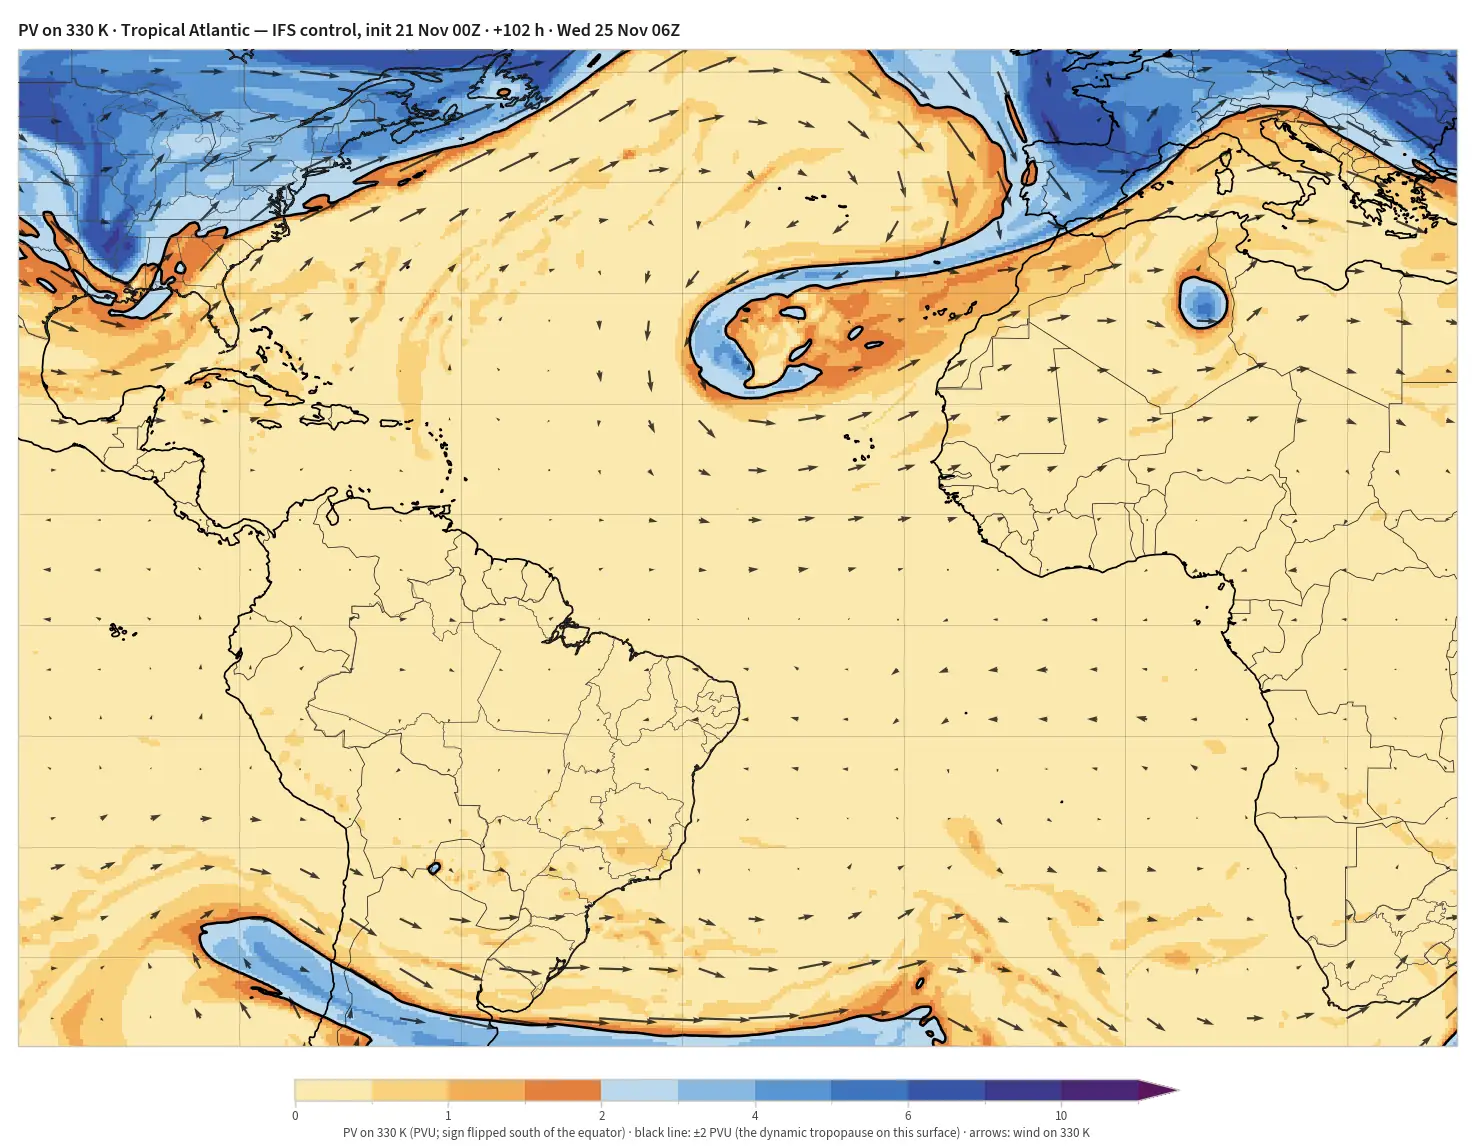 PV on 330 K · Tropical Atlantic — IFS control, init 21 Nov 00Z · +102 h · Wed 25 Nov 06Z
0 1 2 4 6 10
PV on 330 K (PVU; sign flipped south of the equator) · black line: ±2 PVU (the dynamic tropopause on this surface) · arrows: wind on 330 K